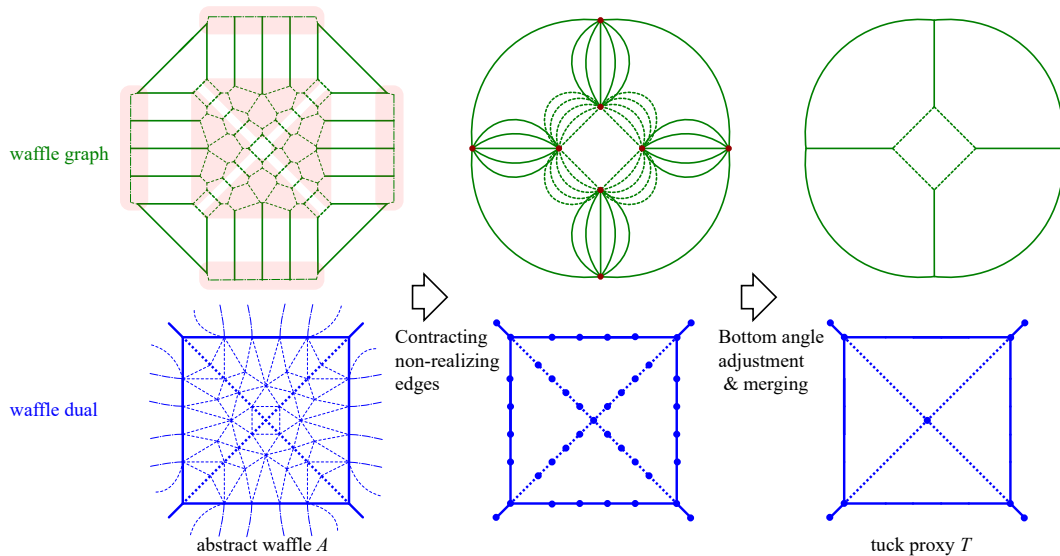 waffle graph
Contracting
non-realizing
edges
Bottom angle
adjustment
& merging
waffle dual
abstract waffle A
tuck proxy T